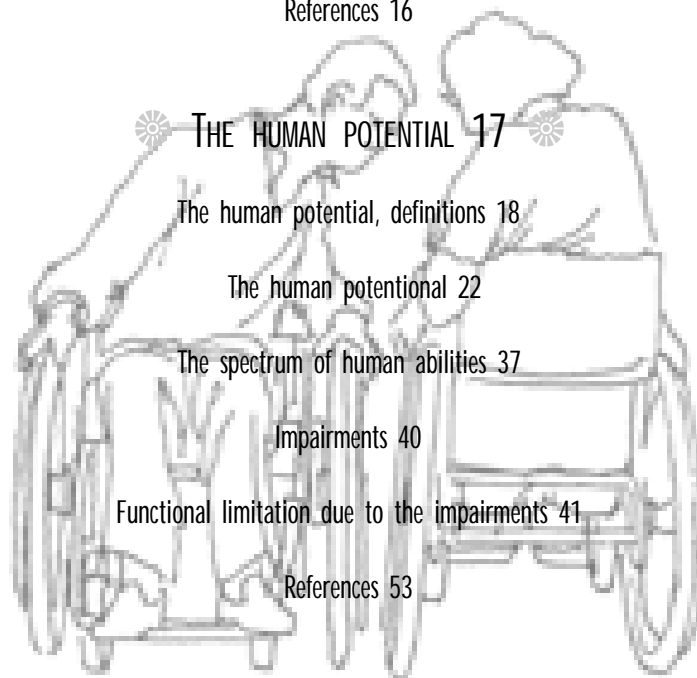 References 16
THE HUMAN POTENTIAL 17
The human potential, definitions 18
The human potentional 22
The spectrum of human abilities 37
Impairments 40
Functional limitation due to the impairments 41
References 53